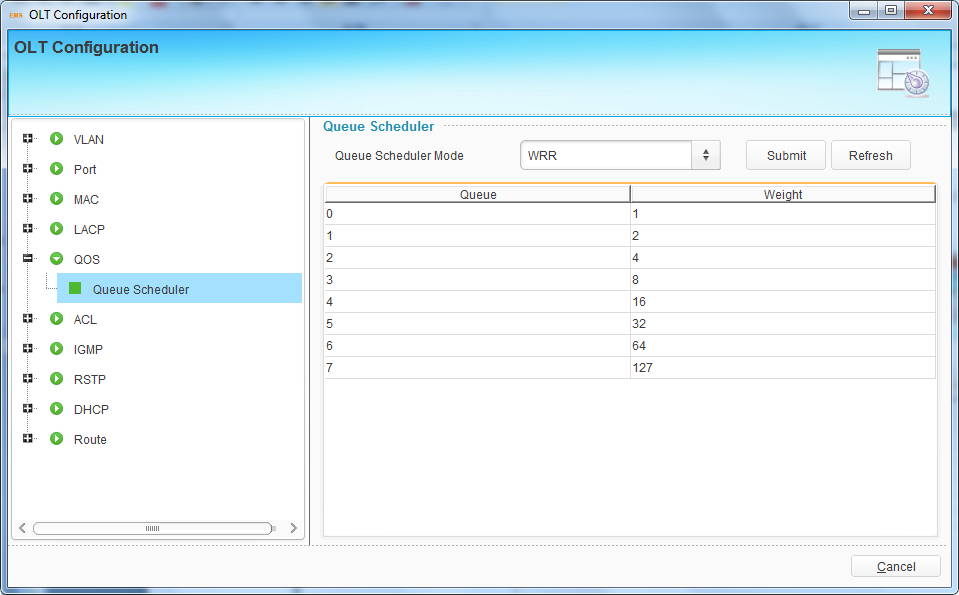 EMS OLT Configuration
OLT Configuration
VLAN
Port
MAC
LACP
QOS
Queue Scheduler
ACL
IGMP
RSTP
DHCP
Route
Queue Scheduler
Queue Scheduler Mode WRR Submit Refresh
Queue Weight
0 1
1 2
2 4
3 8
4 16
5 32
6 64
7 127
Cancel